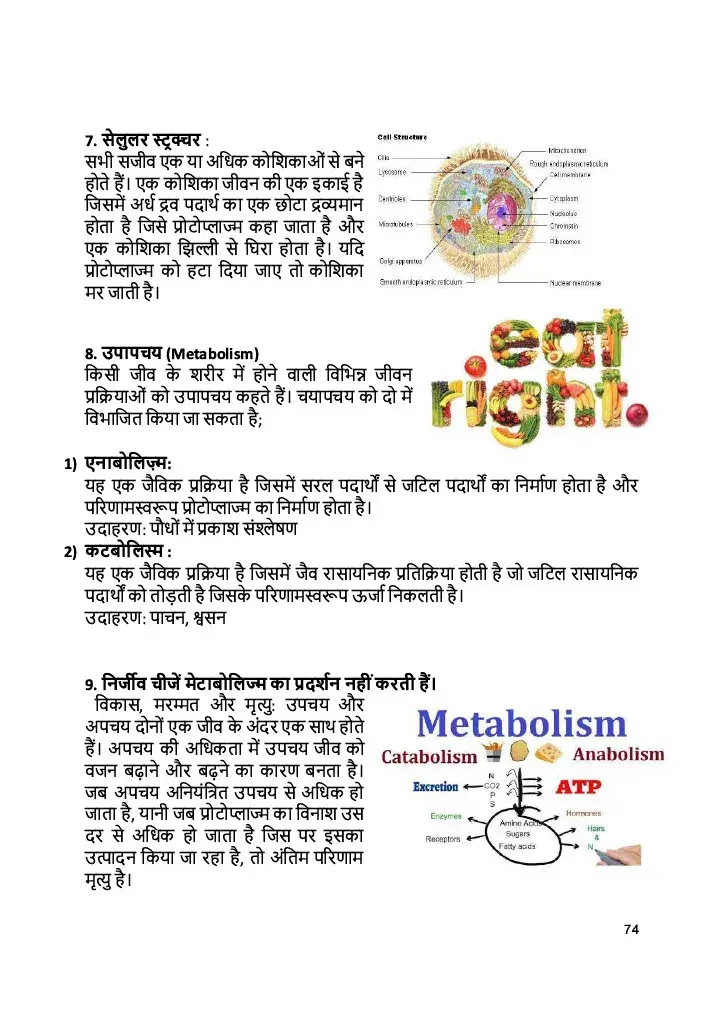 7. सेलुलर स्ट्रक्चर :
सभी सजीव एक या अधिक कोशिकाओं से बने
होते हैं। एक कोशिका जीवन की एक इकाई है
जिसमें अर्ध द्रव पदार्थ का एक छोटा द्रव्यमान
होता है जिसे प्रोटोप्लाज्म कहा जाता है और
एक कोशिका झिल्ली से घिरा होता है। यदि
प्रोटोप्लाज्म को हटा दिया जाए तो कोशिका
मर जाती है।
Cell Structure
Cilia
Lysosome
Centrioles
Microtubules
Golgi apparatus
Smooth endoplasmic reticulum
Mitochondrion
Rough endoplasmic reticulum
Cell membrane
Cytoplasm
Nucleolus
Chromatin
Ribosomes
Nuclear membrane
8. उपापचय (Metabolism)
किसी जीव के शरीर में होने वाली विभिन्न जीवन
प्रक्रियाओं को उपापचय कहते हैं। चयापचय को दो में
विभाजित किया जा सकता है;
eat
right.
1) एनाबोलिज़्म:
यह एक जैविक प्रक्रिया है जिसमें सरल पदार्थों से जटिल पदार्थों का निर्माण होता है और
परिणामस्वरूप प्रोटोप्लाज्म का निर्माण होता है।
उदाहरण: पौधों में प्रकाश संश्लेषण
2) कटबोलिस्म :
यह एक जैविक प्रक्रिया है जिसमें जैव रासायनिक प्रतिक्रिया होती है जो जटिल रासायनिक
पदार्थों को तोड़ती है जिसके परिणामस्वरूप ऊर्जा निकलती है।
उदाहरण: पाचन, श्वसन
9. निर्जीव चीजें मेटाबोलिज्म का प्रदर्शन नहीं करती हैं।
विकास, मरम्मत और मृत्यु: उपचय और
अपचय दोनों एक जीव के अंदर एक साथ होते
हैं। अपचय की अधिकता में उपचय जीव को
वजन बढ़ाने और बढ़ने का कारण बनता है।
जब अपचय अनियंत्रित उपचय से अधिक हो
जाता है, यानी जब प्रोटोप्लाज्म का विनाश उस
दर से अधिक हो जाता है जिस पर इसका
उत्पादन किया जा रहा है, तो अंतिम परिणाम
मृत्यु है।
Metabolism
Catabolism Anabolism
N
Excretion CO2 ATP
P
S
Enzymes Hormones
Receptors
Amino Acids
Sugars
Fatty acids
Hairs
&
N
74